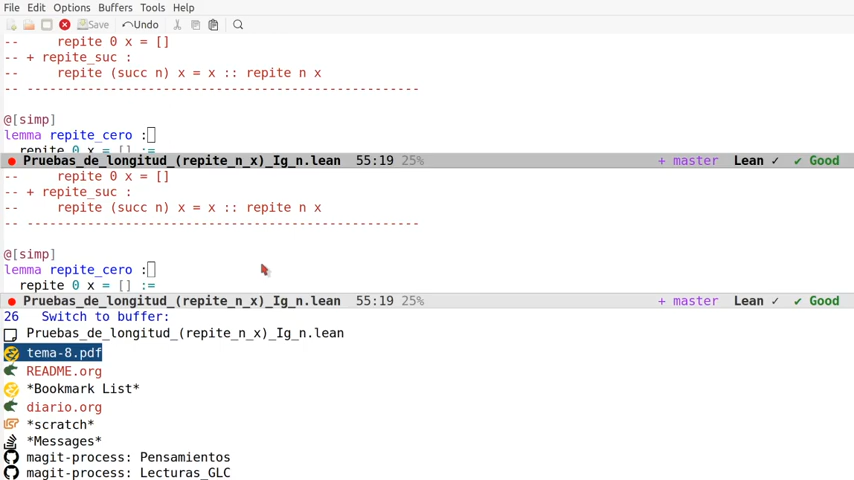 File Edit Options Buffers Tools Help
Save Undo
--     repite 0 x = []
-- + repite_suc :
--     repite (succ n) x = x :: repite n x
-- --------------------------------------------------
@[simp]
lemma repite_cero :
repite 0 x = [] :=
Pruebas_de_longitud_(repite_n_x)_Ig_n.lean 55:19 25% + master Lean ✓ ✔ Good
--     repite 0 x = []
-- + repite_suc :
--     repite (succ n) x = x :: repite n x
-- --------------------------------------------------
@[simp]
lemma repite_cero :
repite 0 x = [] :=
Pruebas_de_longitud_(repite_n_x)_Ig_n.lean 55:19 25% + master Lean ✓ ✔ Good
26 Switch to buffer:
Pruebas_de_longitud_(repite_n_x)_Ig_n.lean
tema-8.pdf
README.org
*Bookmark List*
diario.org
*scratch*
*Messages*
magit-process: Pensamientos
magit-process: Lecturas_GLC